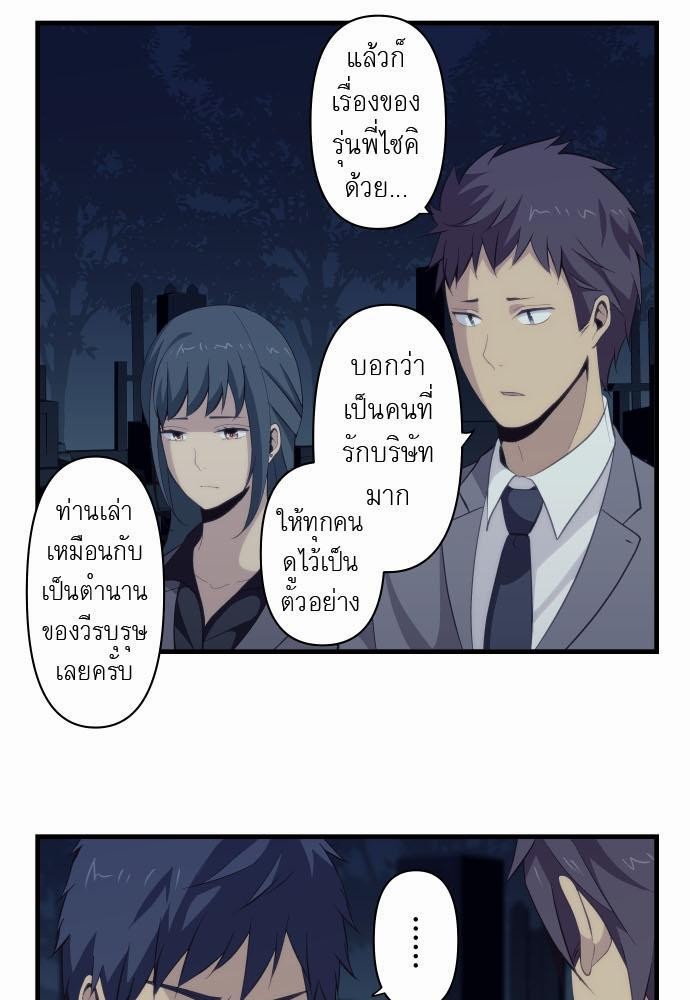 แล้วก็
เรื่องของ
รุ่นพี่ไซคิ
ด้วย...
บอกว่า
เป็นคนที่
รักบริษัท
มาก
ให้ทุกคน
ดูไว้เป็น
ตัวอย่าง
ท่านเล่า
เหมือนกับ
เป็นตำนาน
ของวีรบุรุษ
เลยครับ
......